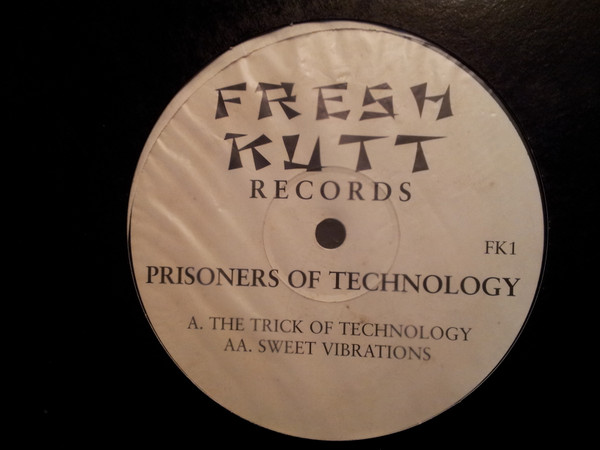 FRESH
KUTT
RECORDS
FK1
PRISONERS OF TECHNOLOGY
A. THE TRICK OF TECHNOLOGY
AA. SWEET VIBRATIONS